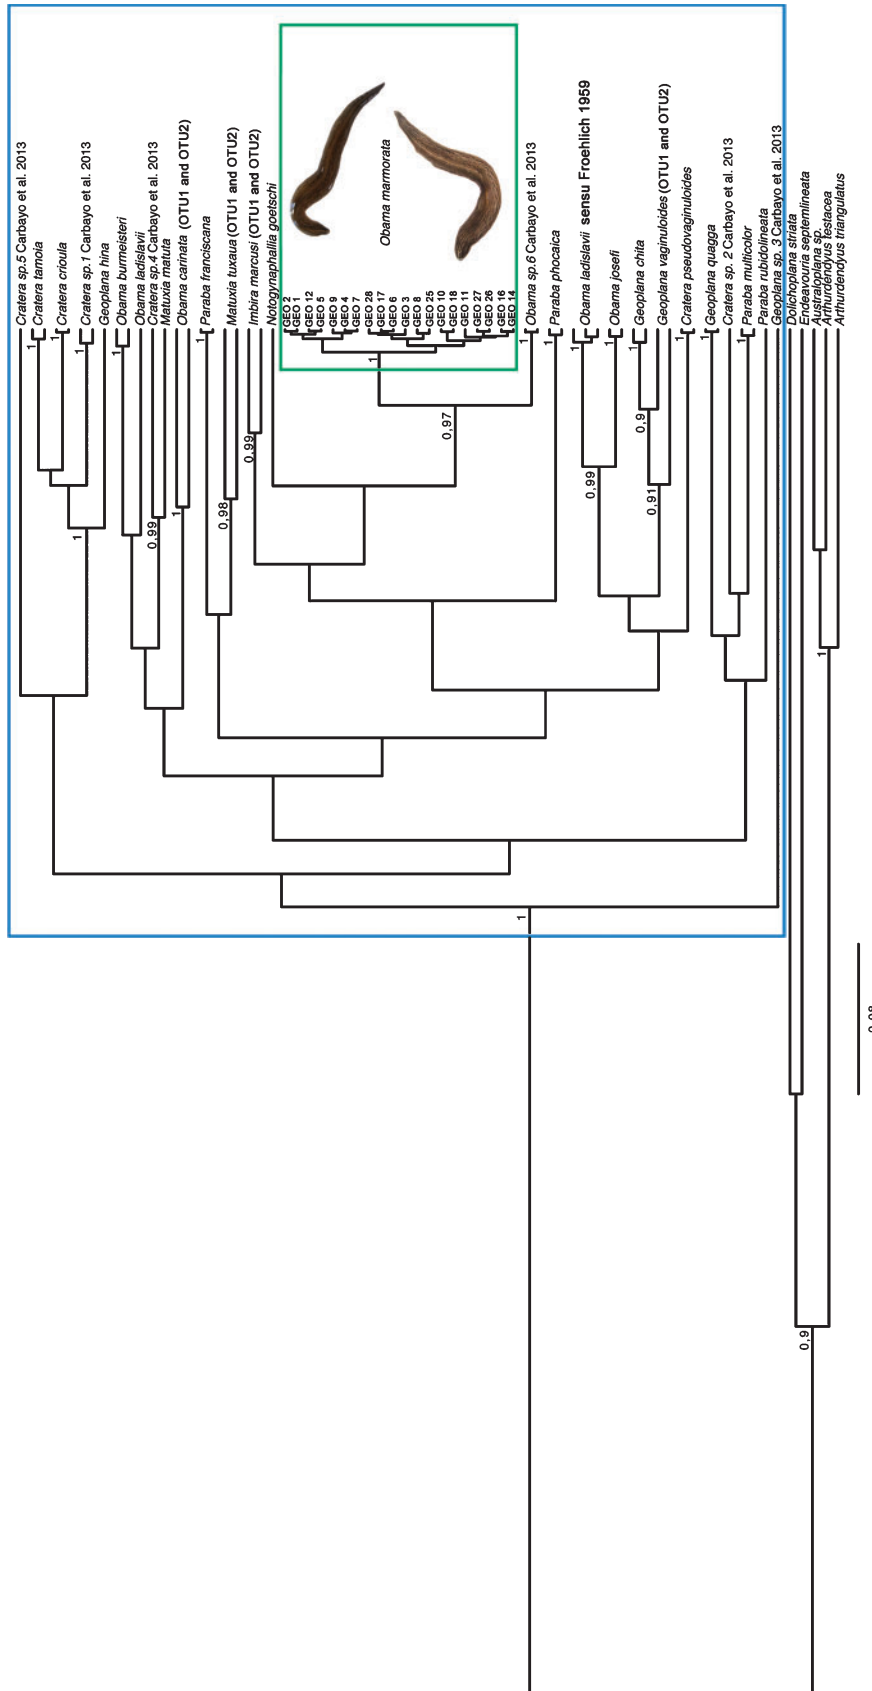 Cratera sp.5 Carbayo et al. 2013
Cratera tamoia
Cratera crioula
Cratera sp.1 Carbayo et al. 2013
Geoplana hina
Obama burmeisteri
Obama ladislavii
Cratera sp.4 Carbayo et al. 2013
Matuxia matuta
Obama carinata (OTU1 and OTU2)
Paraba franciscana
Matuxia tuxaua (OTU1 and OTU2)
Imbira marcusi (OTU1 and OTU2)
Notogynaphallia goetschi
GEO 2
GEO 1
GEO 12
GEO 5
GEO 9
GEO 4
GEO 7
GEO 28
GEO 17
GEO 6
GEO 3
GEO 8
GEO 25
GEO 10
GEO 18
GEO 11
GEO 27
GEO 26
GEO 16
GEO 14
Obama marmorata
Obama sp.6 Carbayo et al. 2013
Paraba phocaica
Obama ladislavii sensu Froehlich 1959
Obama josefi
Geoplana chita
Geoplana vaginuloides (OTU1 and OTU2)
Cratera pseudovaginuloides
Geoplana quagga
Cratera sp. 2 Carbayo et al. 2013
Paraba multicolor
Paraba rubidolineata
Geoplana sp. 3 Carbayo et al. 2013
Dolichoplana striata
Endeavouria septemlineata
Australoplana sp.
Arthurdendyus testacea
Arthurdendyus triangulatus
1
1
1
1
1
0,99
1
1
0,98
0,99
1
0,97
1
1
1
0,99
1
1
0,9
0,91
1
1
1
1
1
0,9